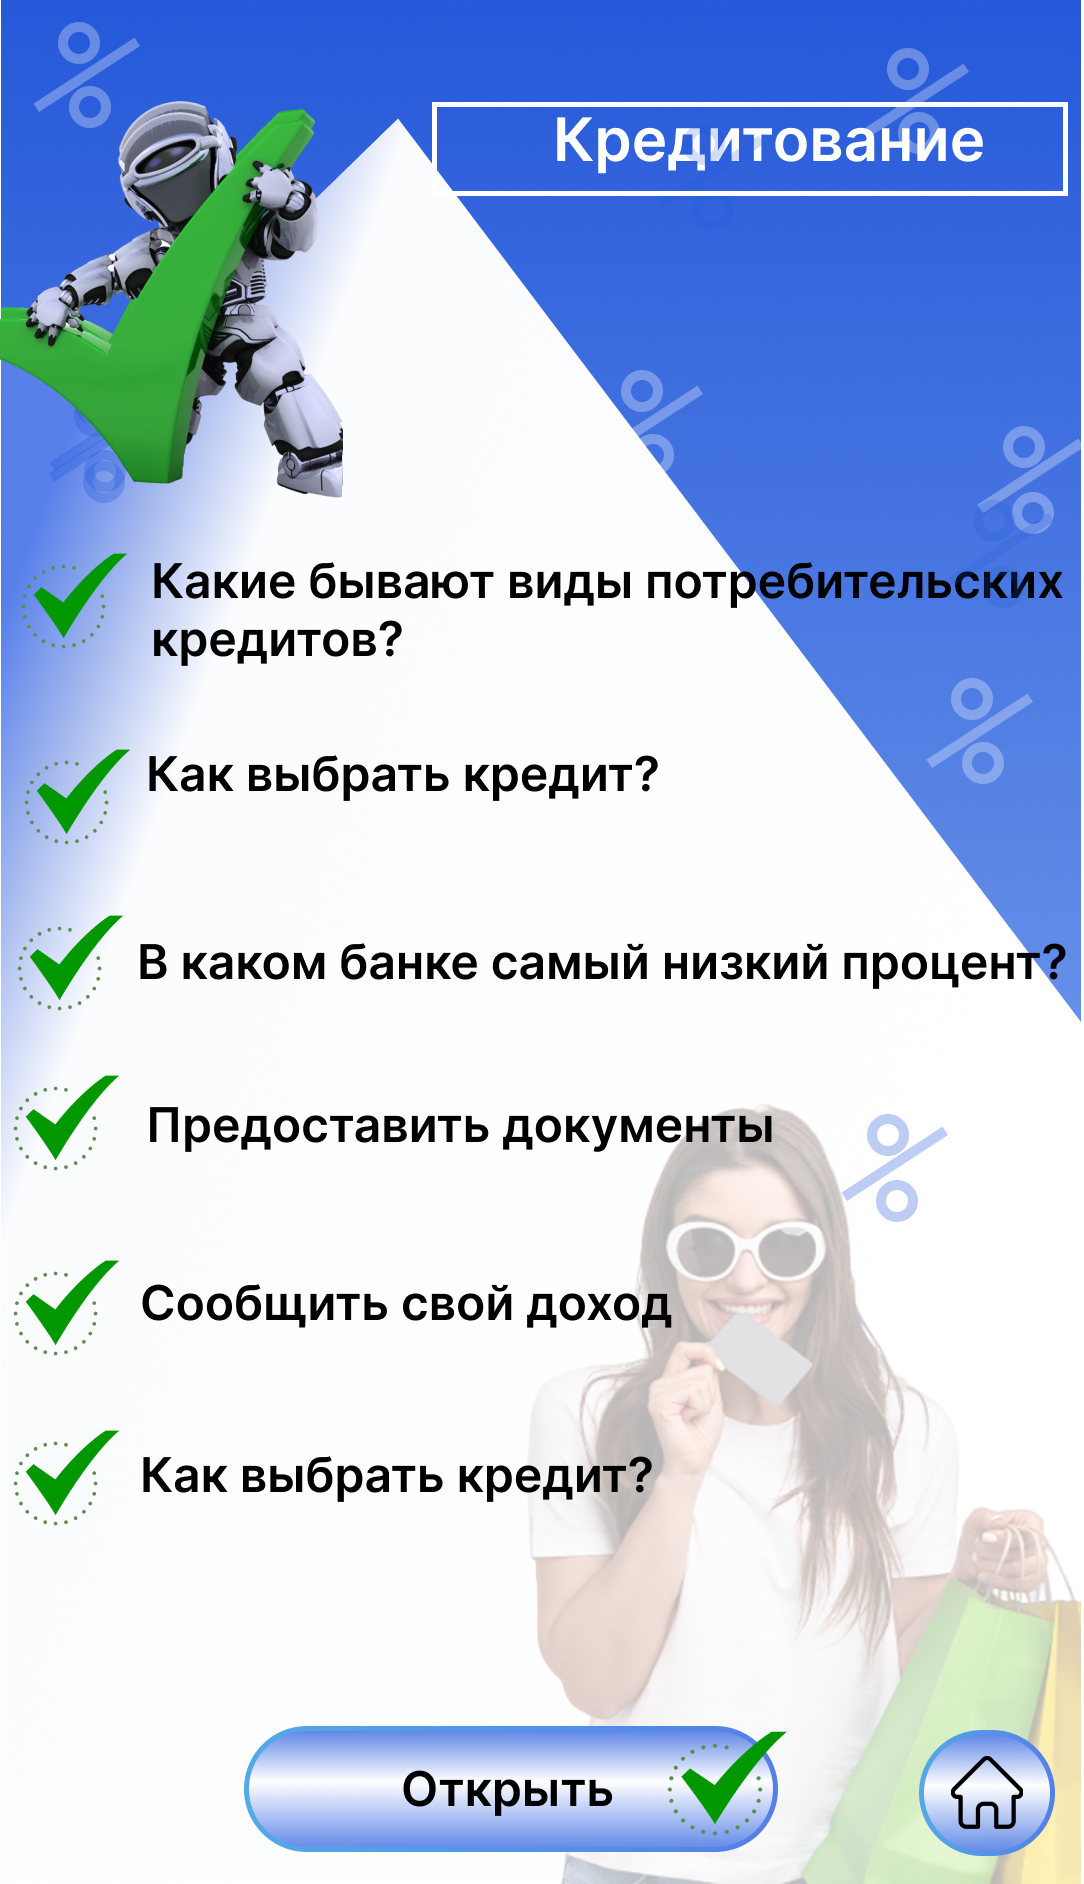 Кредитование
Какие бывают виды потребительских
кредитов?
Как выбрать кредит?
В каком банке самый низкий процент?
Предоставить документы
Сообщить свой доход
Как выбрать кредит?
Открыть